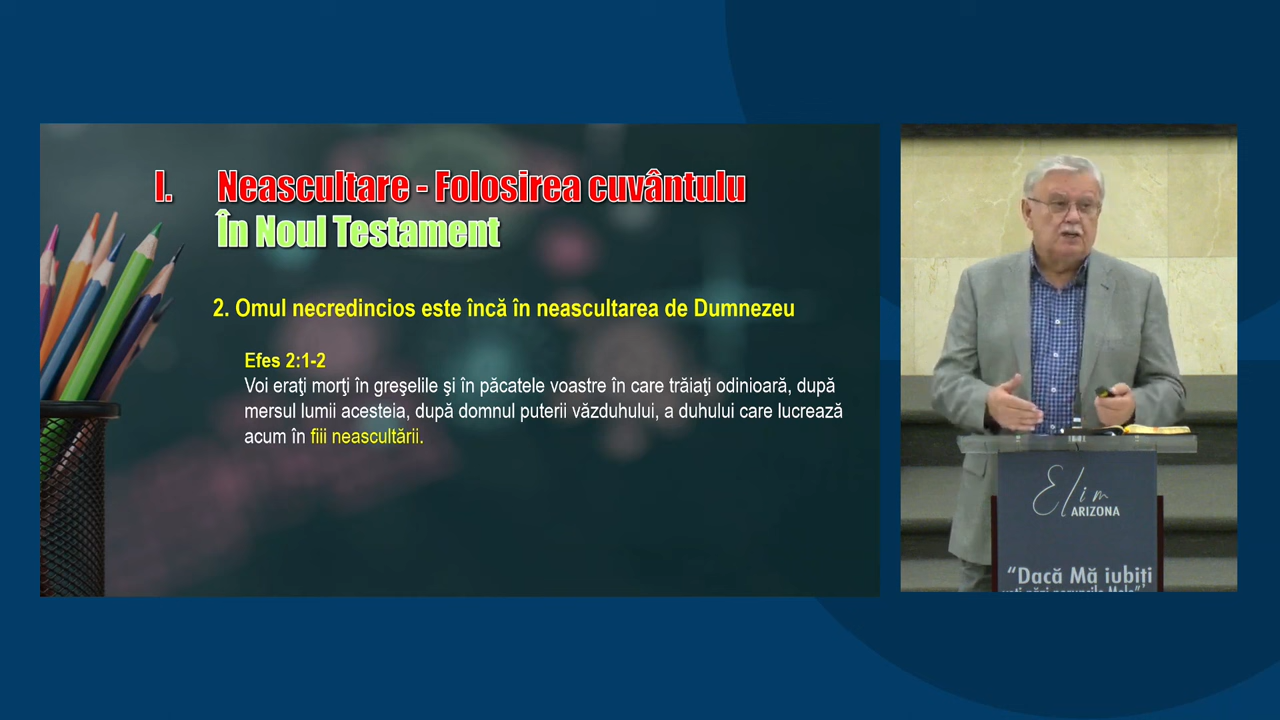 I. Neascultare - Folosirea cuvântulu
În Noul Testament
2. Omul necredincios este încă în neascultarea de Dumnezeu
Efes 2:1-2
Voi eraţi morţi în greşelile şi în păcatele voastre în care trăiaţi odinioară, după
mersul lumii acesteia, după domnul puterii văzduhului, a duhului care lucrează
acum în fiii neascultării.
Elim
ARIZONA
“Dacă Mă iubiți